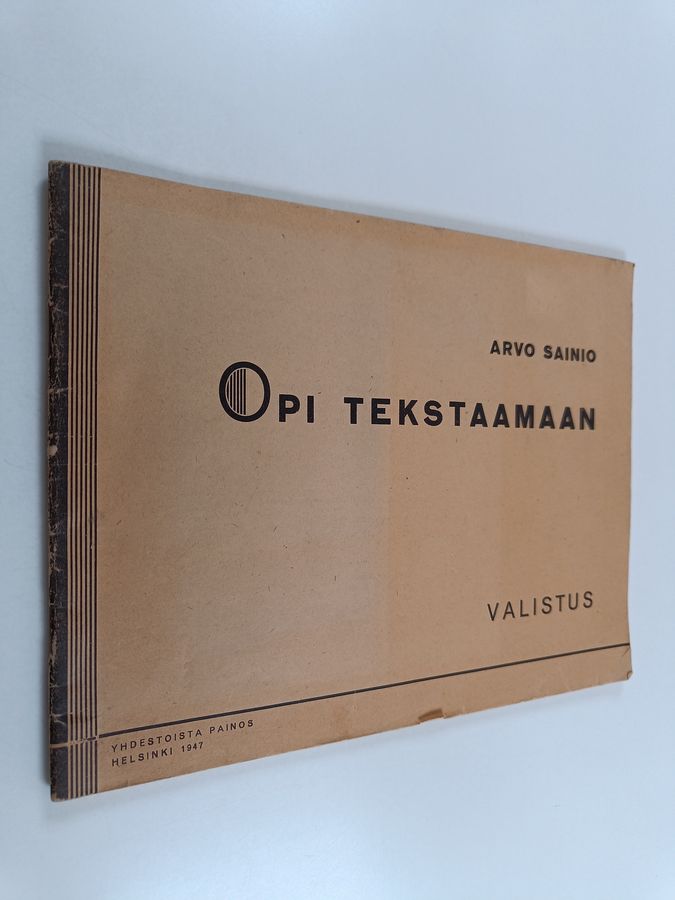 ARVO SAINIO
OPI TEKSTAAMAAN
VALISTUS
YHDESTOISTA PAINOS
HELSINKI 1947